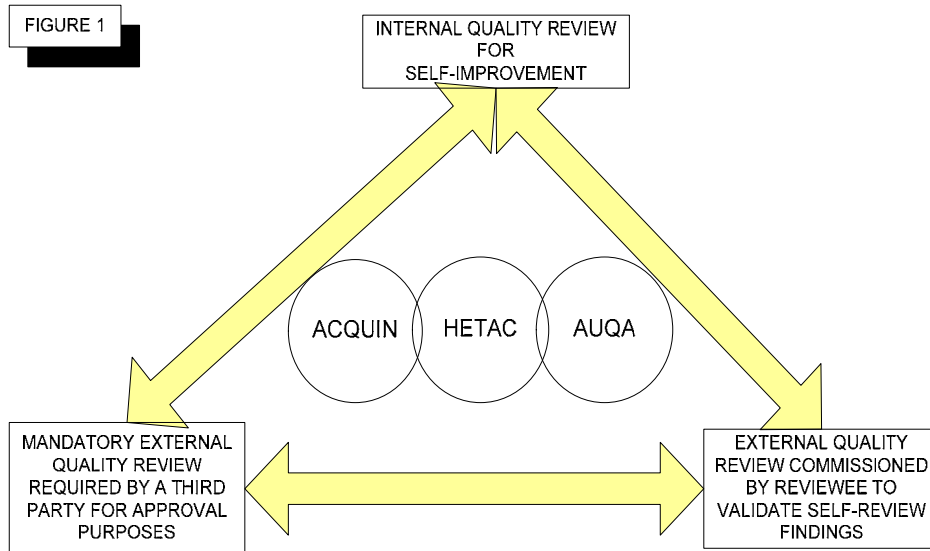 FIGURE 1
INTERNAL QUALITY REVIEW
FOR
SELF-IMPROVEMENT
ACQUIN
HETAC
AUQA
MANDATORY EXTERNAL
QUALITY REVIEW
REQUIRED BY A THIRD
PARTY FOR APPROVAL
PURPOSES
EXTERNAL QUALITY
REVIEW COMMISSIONED
BY REVIEWEE TO
VALIDATE SELF-REVIEW
FINDINGS